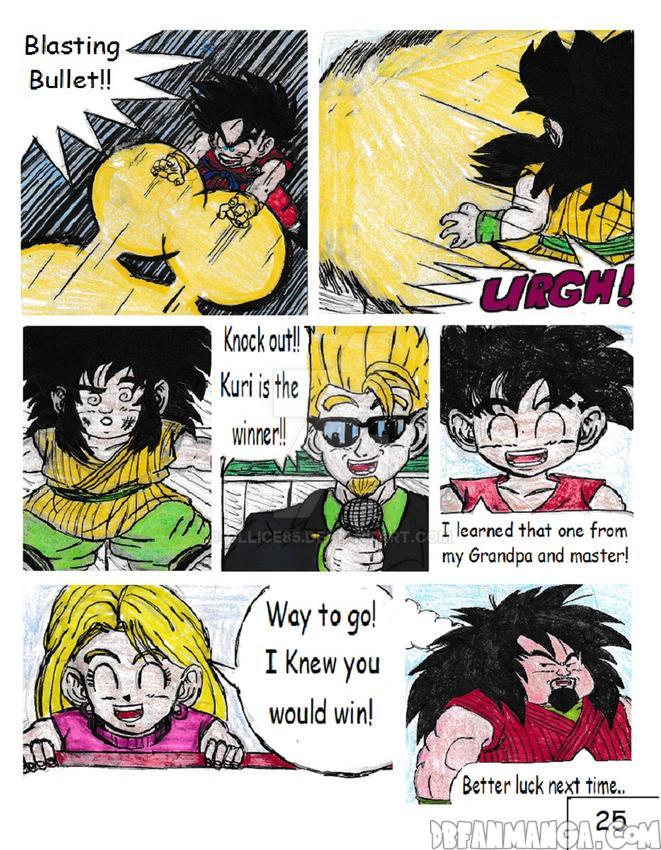 Blasting
Bullet!!
URGH!
Knock out!!
Kuri is the
winner!!
I learned that one from
my Grandpa and master!
Way to go!
I Knew you
would win!
Better luck next time..
25
DBFANMANGA.COM